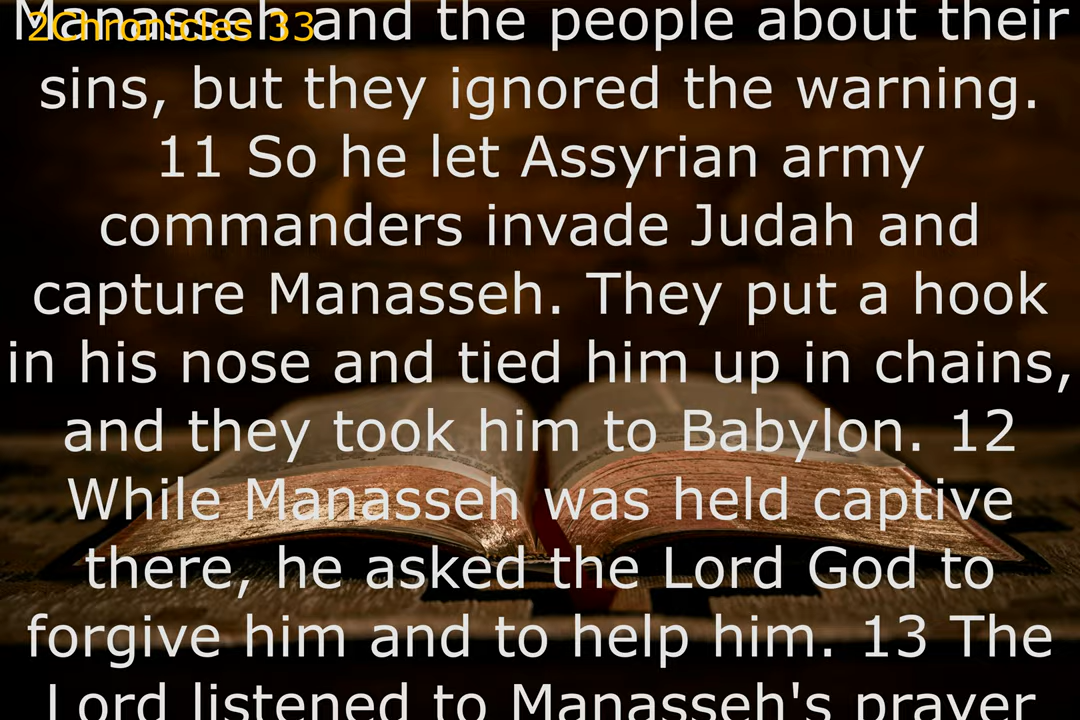 2Chronicles 33
Manasseh and the people about their
sins, but they ignored the warning.
11 So he let Assyrian army
commanders invade Judah and
capture Manasseh. They put a hook
in his nose and tied him up in chains,
and they took him to Babylon. 12
While Manasseh was held captive
there, he asked the Lord God to
forgive him and to help him. 13 The
Lord listened to Manasseh's prayer